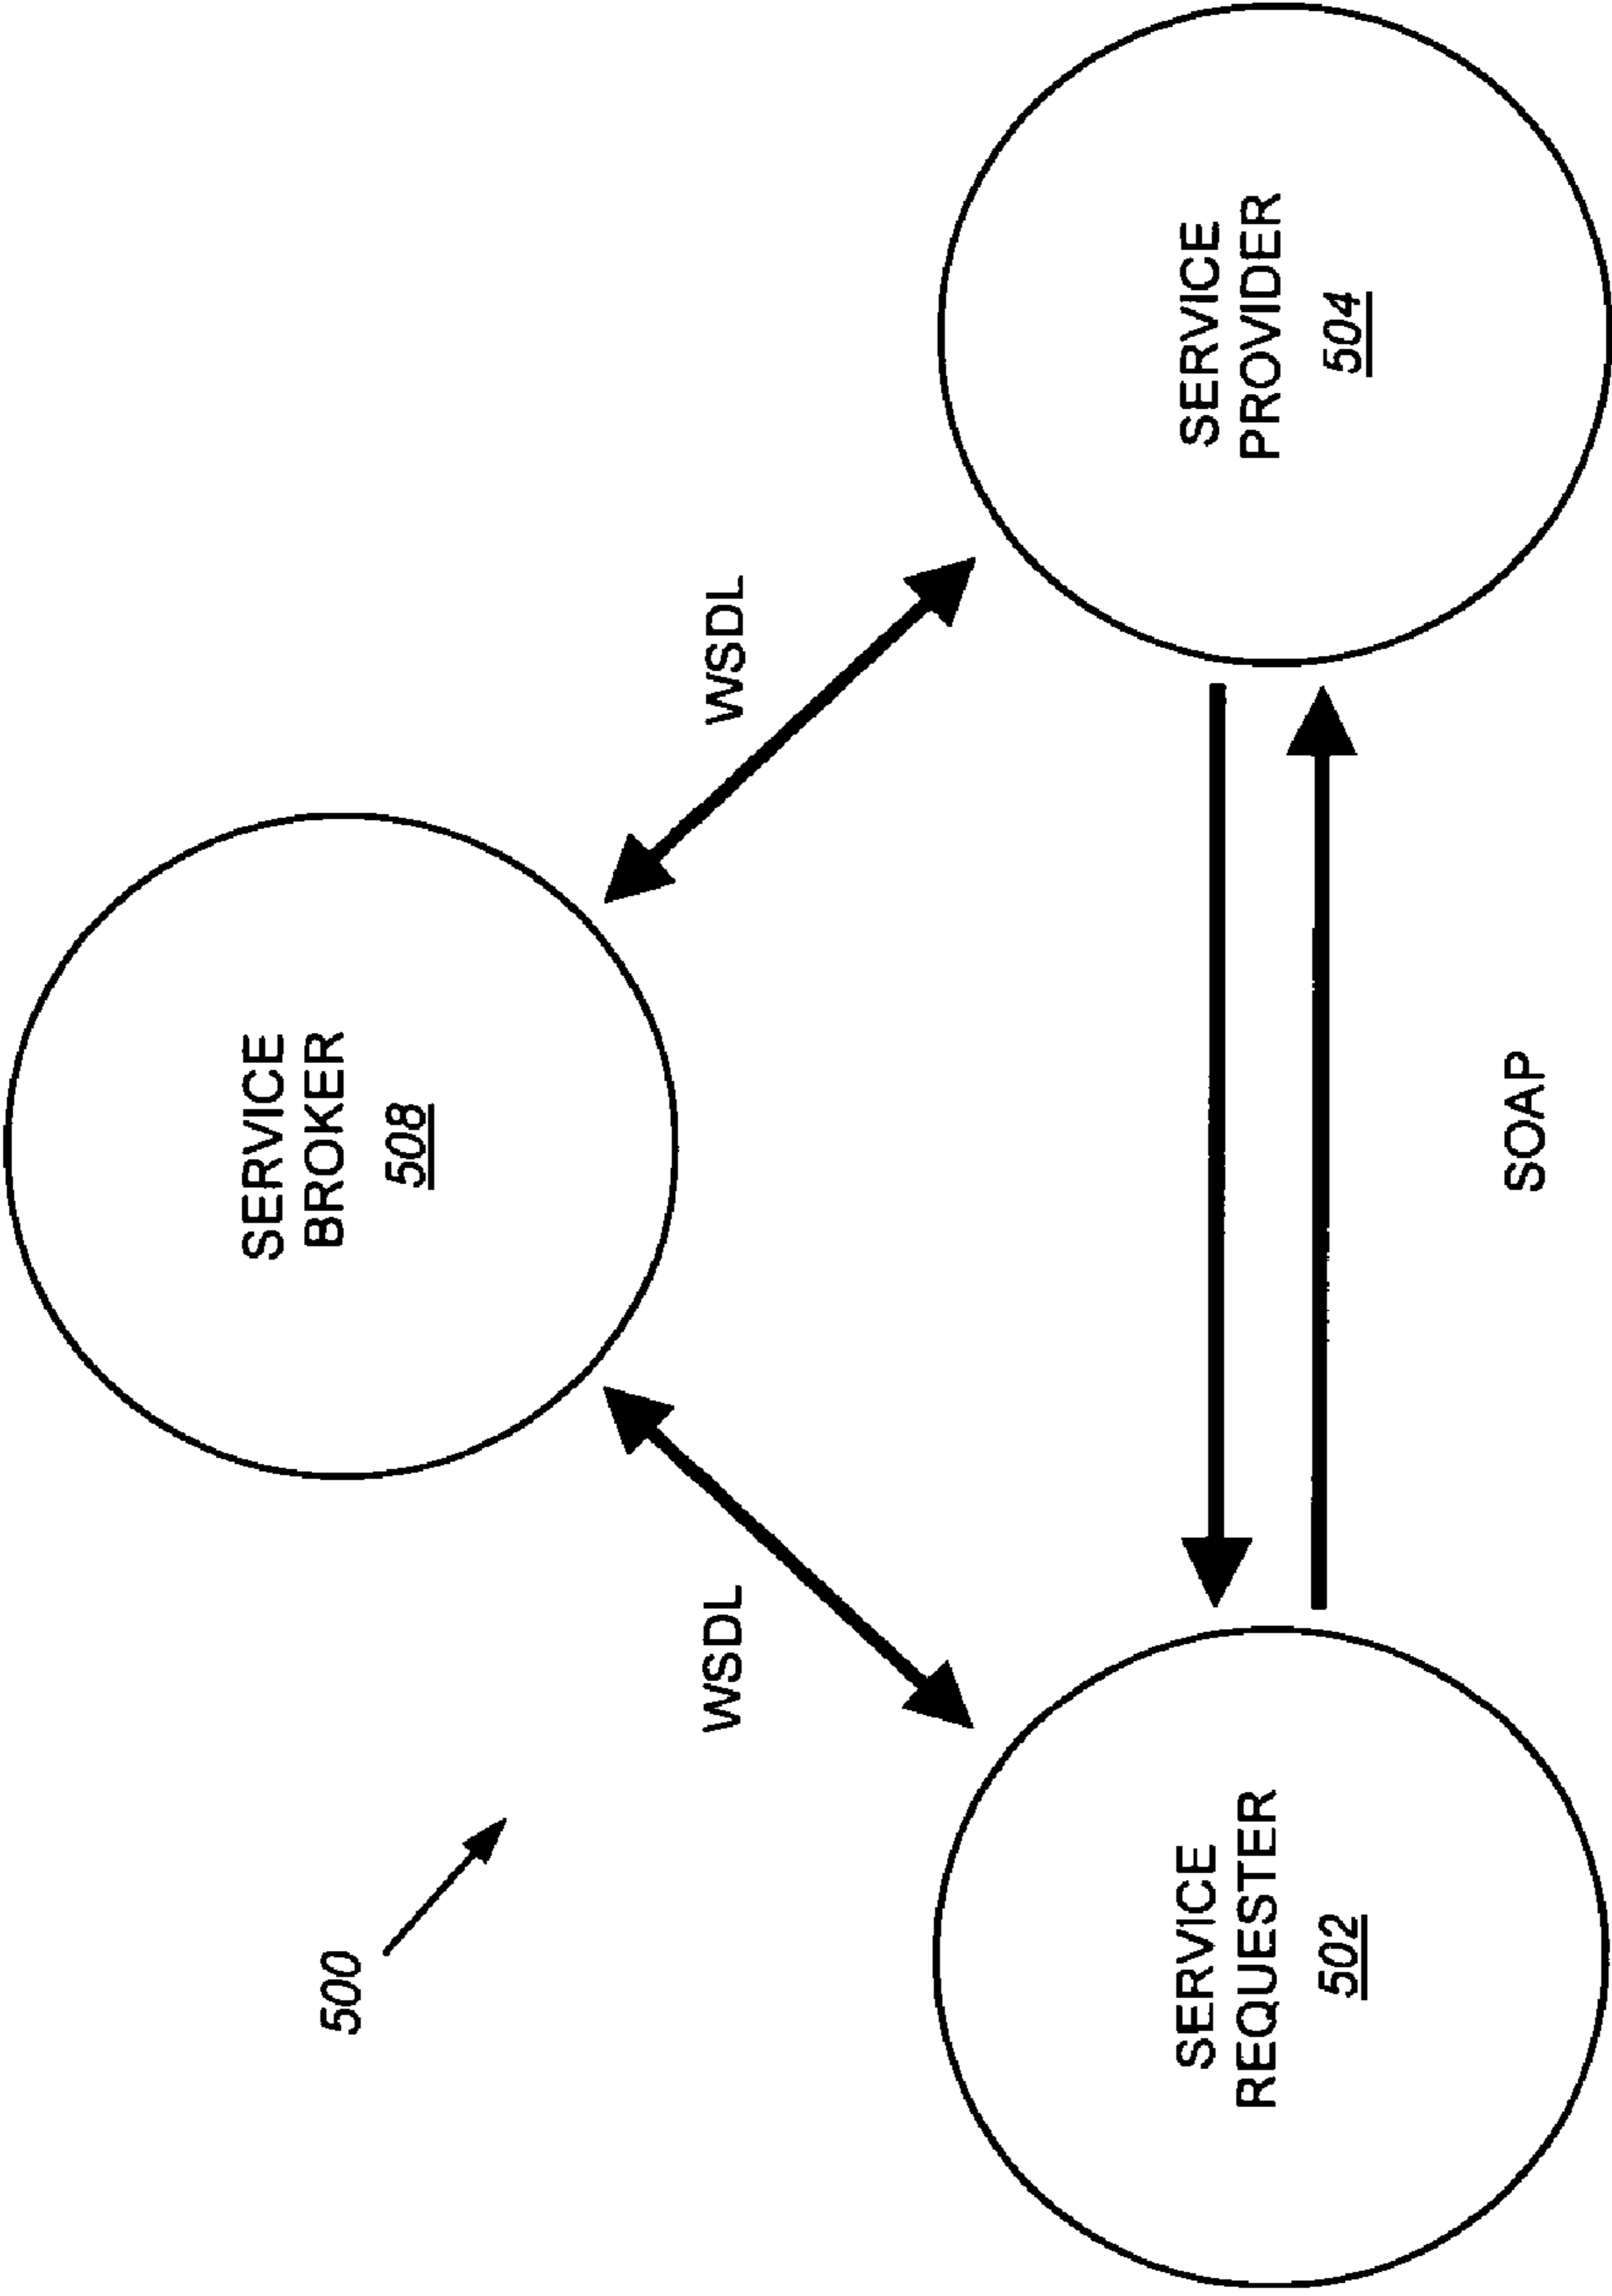 500
SERVICE
BROKER
508
WSDL
WSDL
SERVICE
REQUESTER
502
SERVICE
PROVIDER
504
SOAP